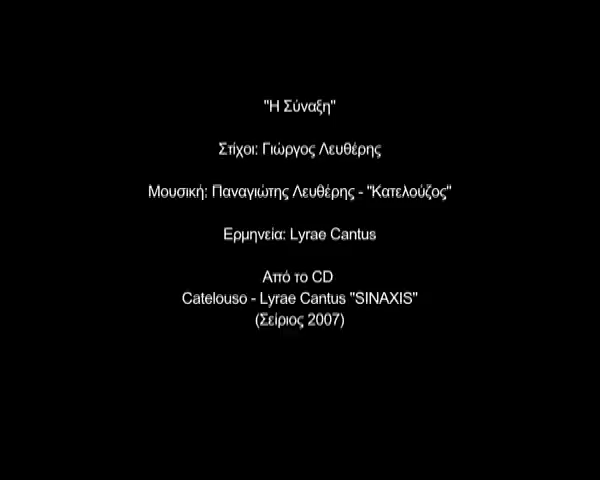 "Η Σύναξη"
Στίχοι: Γιώργος Λευθέρης
Μουσική: Παναγιώτης Λευθέρης - "Κατελούζος"
Ερμηνεία: Lyrae Cantus
Από το CD
Catelouso - Lyrae Cantus "SINAXIS"
(Σείριος 2007)